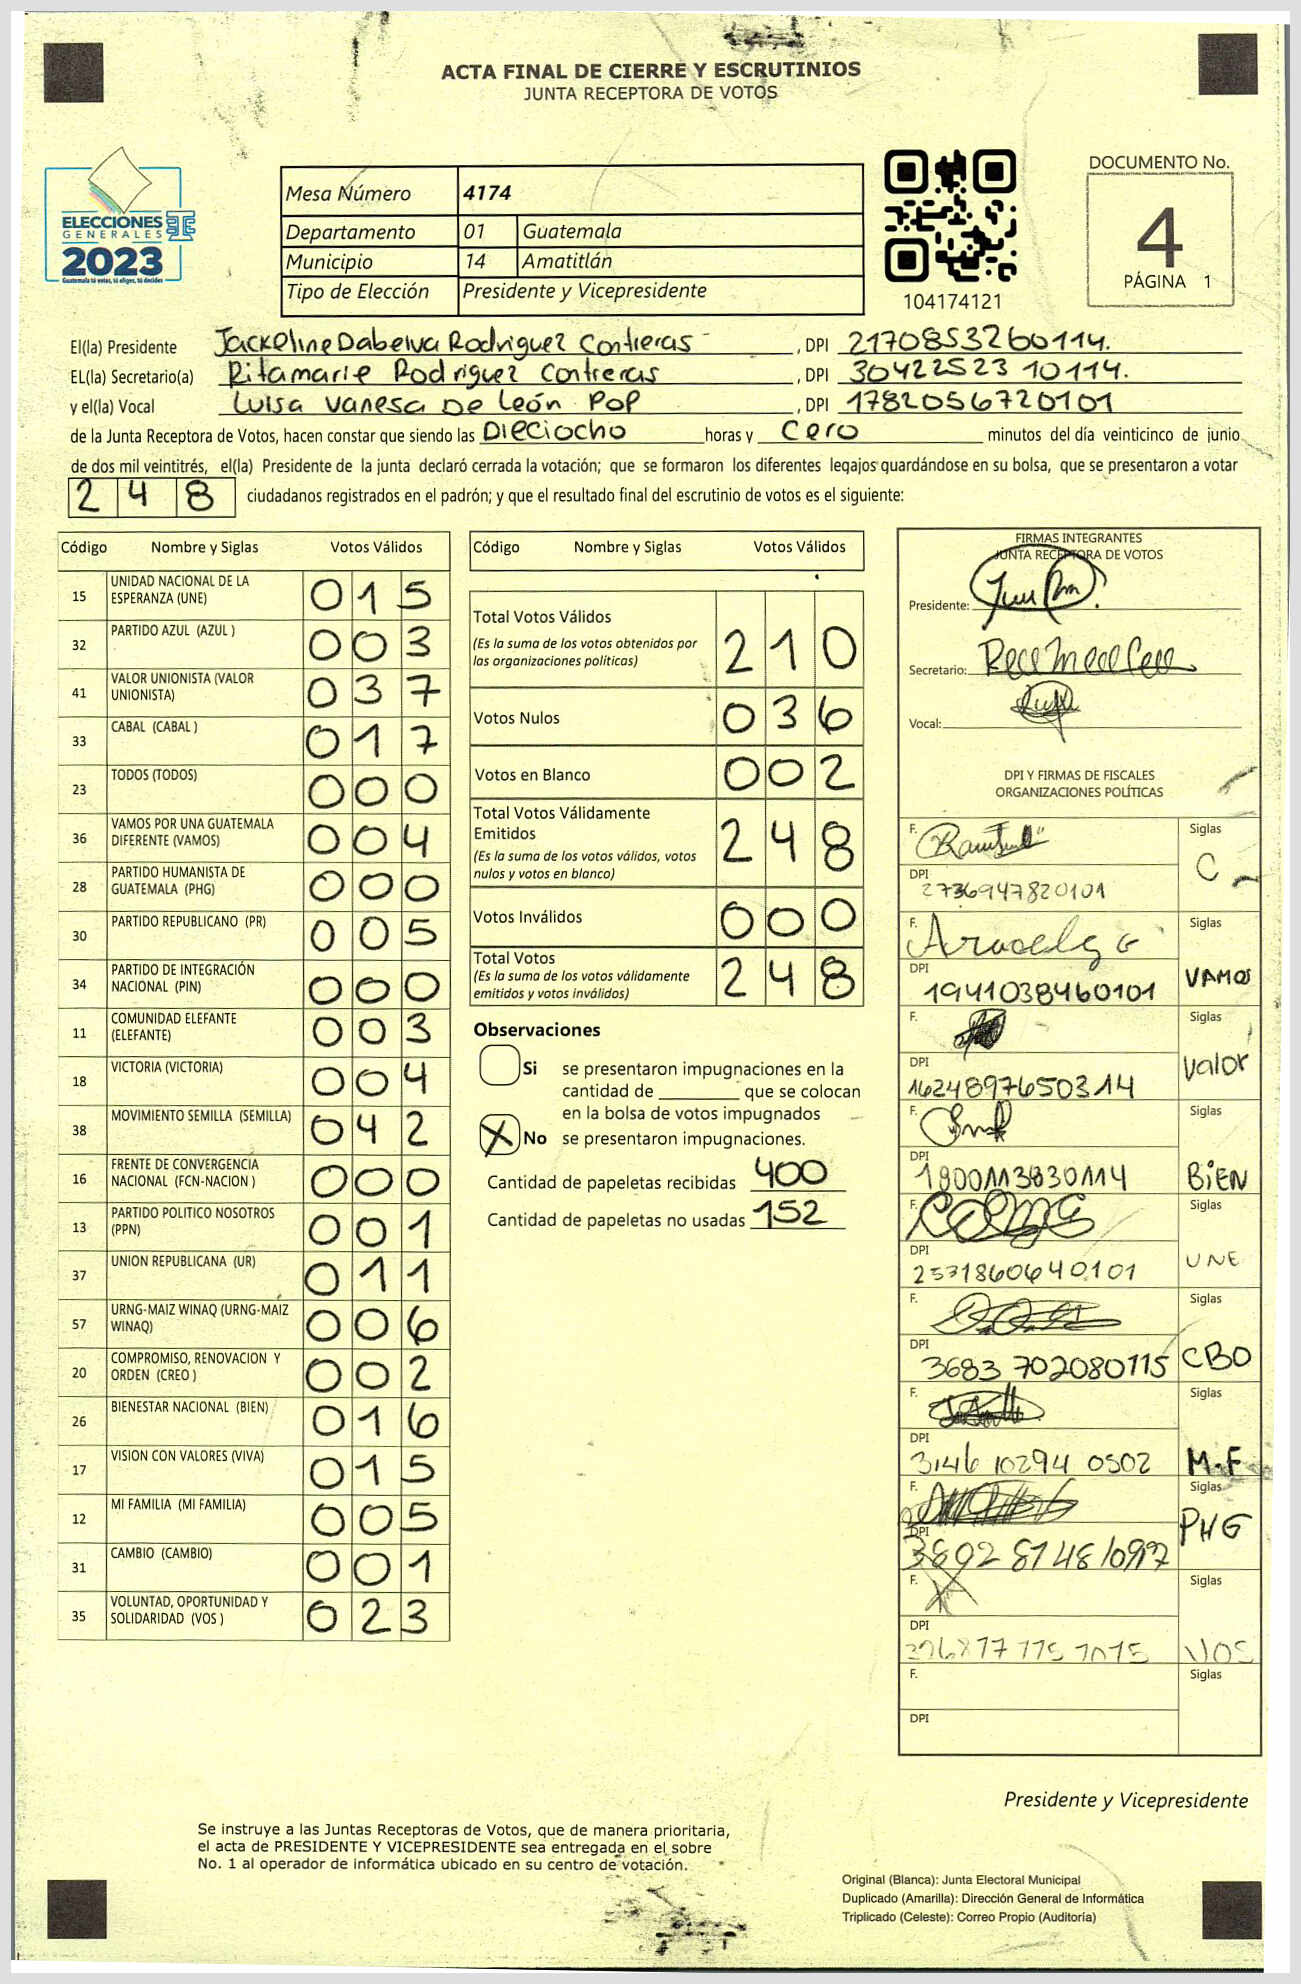 ACTA FINAL DE CIERRE Y ESCRUTINIOS
JUNTA RECEPTORA DE VOTOS
ELECCIONES
GENERALES
2023
Guatemala tú votas, tú eliges, tú decides
Mesa Número 4174
Departamento 01 Guatemala
Municipio 14 Amatitlán
Tipo de Elección Presidente y Vicepresidente
104174121
DOCUMENTO No.
4
PÁGINA 1
El(la) Presidente Jackeline Dabelva Rodriguez Contreras, DPI 2170853260114.
EL(la) Secretario(a) Ritamarie Rodriguez Contreras, DPI 3042252310114.
y el(la) Vocal Luisa Vanesa De León Pop, DPI 1782056720101
de la Junta Receptora de Votos, hacen constar que siendo las Dieciocho horas y Cero minutos del día veinticinco de junio
de dos mil veintitrés, el(la) Presidente de la junta declaró cerrada la votación; que se formaron los diferentes legajos guardándose en su bolsa, que se presentaron a votar
248 ciudadanos registrados en el padrón; y que el resultado final del escrutinio de votos es el siguiente:
Código Nombre y Siglas Votos Válidos
15 UNIDAD NACIONAL DE LA ESPERANZA (UNE) 015
32 PARTIDO AZUL (AZUL ) 003
41 VALOR UNIONISTA (VALOR UNIONISTA) 037
33 CABAL (CABAL ) 017
23 TODOS (TODOS) 000
36 VAMOS POR UNA GUATEMALA DIFERENTE (VAMOS) 004
28 PARTIDO HUMANISTA DE GUATEMALA (PHG) 000
30 PARTIDO REPUBLICANO (PR) 005
34 PARTIDO DE INTEGRACIÓN NACIONAL (PIN) 000
11 COMUNIDAD ELEFANTE (ELEFANTE) 003
18 VICTORIA (VICTORIA) 004
38 MOVIMIENTO SEMILLA (SEMILLA) 042
16 FRENTE DE CONVERGENCIA NACIONAL (FCN-NACION ) 000
13 PARTIDO POLITICO NOSOTROS (PPN) 001
37 UNION REPUBLICANA (UR) 011
57 URNG-MAIZ WINAQ (URNG-MAIZ WINAQ) 006
20 COMPROMISO, RENOVACION Y ORDEN (CREO ) 002
26 BIENESTAR NACIONAL (BIEN) 016
17 VISION CON VALORES (VIVA) 015
12 MI FAMILIA (MI FAMILIA) 005
31 CAMBIO (CAMBIO) 001
35 VOLUNTAD, OPORTUNIDAD Y SOLIDARIDAD (VOS ) 023
Código Nombre y Siglas Votos Válidos
Total Votos Válidos 210
(Es la suma de los votos obtenidos por
las organizaciones políticas)
Votos Nulos 036
Votos en Blanco 002
Total Votos Válidamente
Emitidos 248
(Es la suma de los votos válidos, votos
nulos y votos en blanco)
Votos Inválidos 000
Total Votos 248
(Es la suma de los votos válidamente
emitidos y votos inválidos)
Observaciones
Si se presentaron impugnaciones en la
cantidad de ________ que se colocan
en la bolsa de votos impugnados
X No se presentaron impugnaciones.
Cantidad de papeletas recibidas 400
Cantidad de papeletas no usadas 152
FIRMAS INTEGRANTES
JUNTA RECEPTORA DE VOTOS
Presidente:
Secretario:
Vocal:
DPI Y FIRMAS DE FISCALES
ORGANIZACIONES POLÍTICAS
F. Siglas C
DPI 2736947820101
F. Siglas VAMOS
DPI 1941038460101
F. Siglas Valor
DPI 1624897650314
F. Siglas BiEN
DPI 1800113830114
F. Siglas UNE
DPI 2531860640101
F. Siglas CBO
DPI 3683 702080115
F. Siglas M.F
DPI 3146 10294 0502
F. Siglas PHG
DPI
F. Siglas VOS
DPI
F. Siglas
DPI
Presidente y Vicepresidente
Se instruye a las Juntas Receptoras de Votos, que de manera prioritaria,
el acta de PRESIDENTE Y VICEPRESIDENTE sea entregada en el sobre
No. 1 al operador de informática ubicado en su centro de votación.
Original (Blanca): Junta Electoral Municipal
Duplicado (Amarilla): Dirección General de Informática
Triplicado (Celeste): Correo Propio (Auditoría)